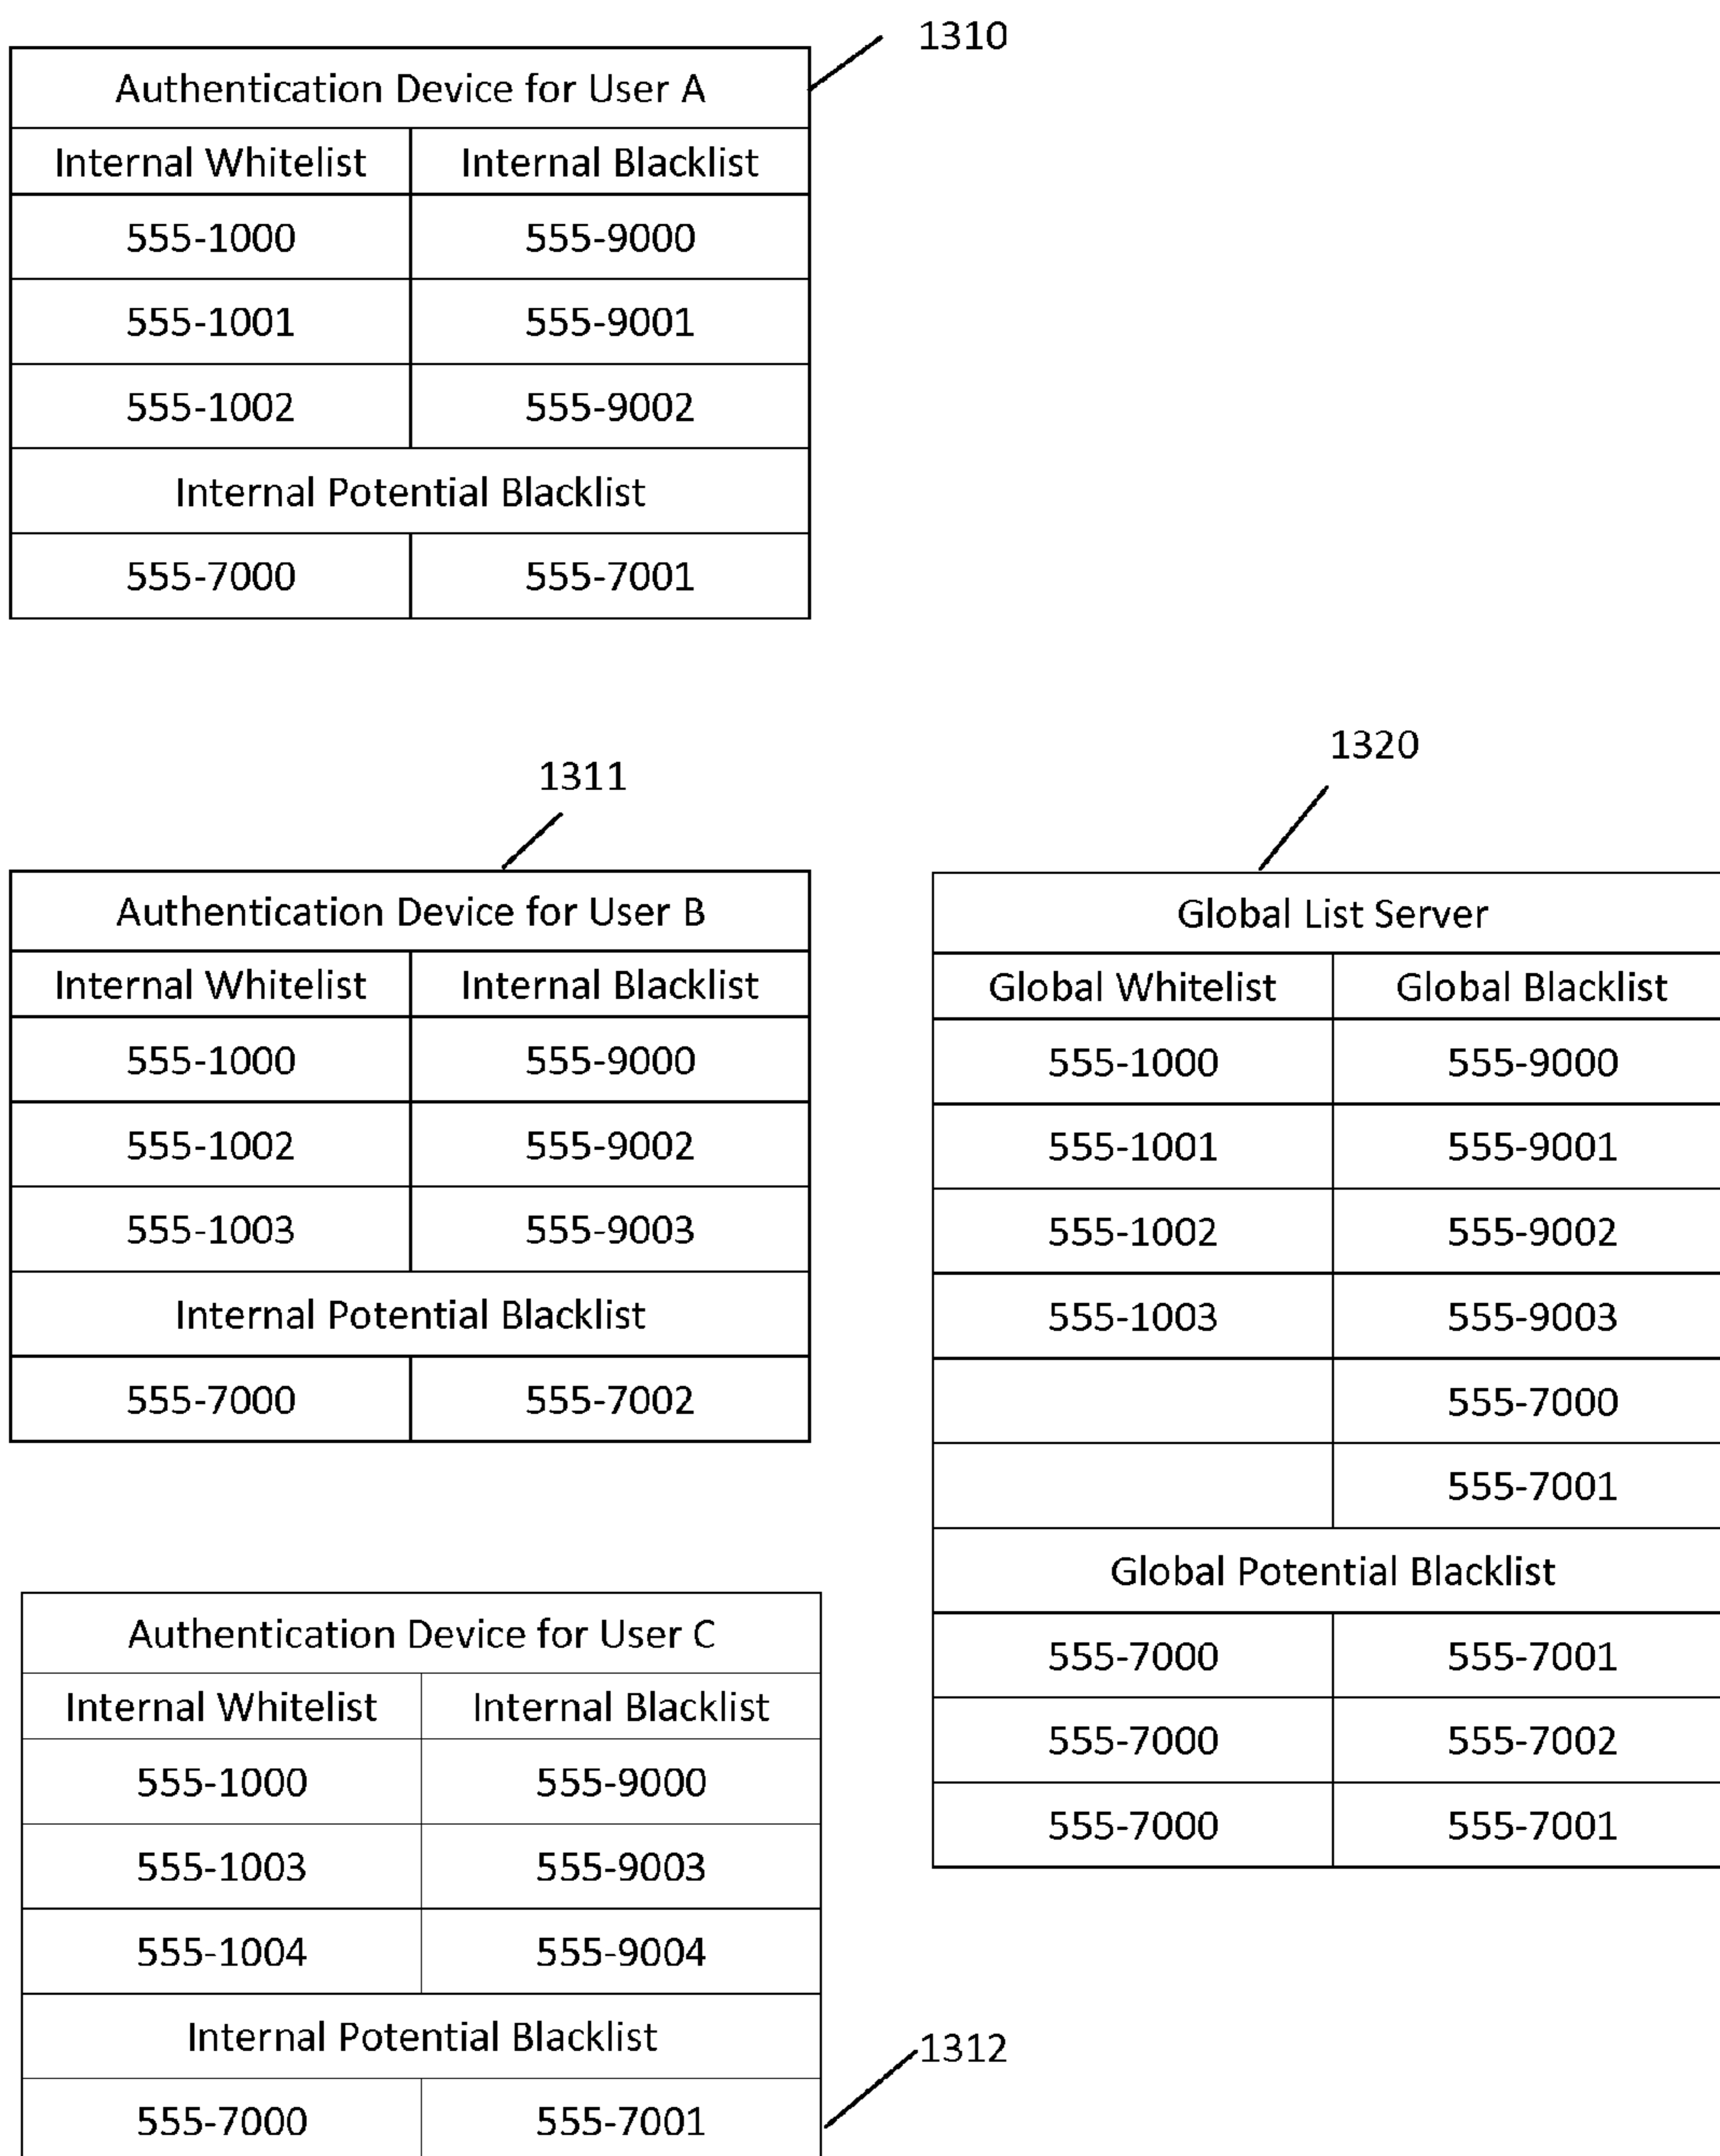 1310
Authentication Device for User A
Internal Whitelist Internal Blacklist
555-1000 555-9000
555-1001 555-9001
555-1002 555-9002
Internal Potential Blacklist
555-7000 555-7001
1311
Authentication Device for User B
Internal Whitelist Internal Blacklist
555-1000 555-9000
555-1002 555-9002
555-1003 555-9003
Internal Potential Blacklist
555-7000 555-7002
1320
Global List Server
Global Whitelist Global Blacklist
555-1000 555-9000
555-1001 555-9001
555-1002 555-9002
555-1003 555-9003
555-7000
555-7001
Global Potential Blacklist
555-7000 555-7001
555-7000 555-7002
555-7000 555-7001
Authentication Device for User C
Internal Whitelist Internal Blacklist
555-1000 555-9000
555-1003 555-9003
555-1004 555-9004
Internal Potential Blacklist
555-7000 555-7001
1312